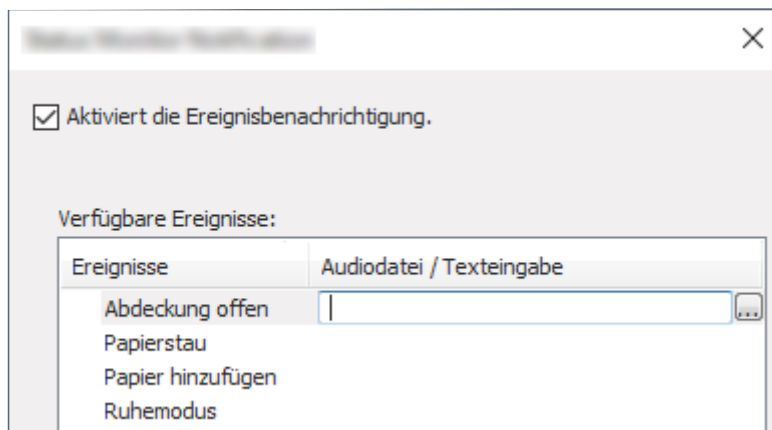 Aktiviert die Ereignisbenachrichtigung.
Verfügbare Ereignisse:
Ereignisse Audiodatei / Texteingabe
Abdeckung offen ...
Papierstau
Papier hinzufügen
Ruhemodus